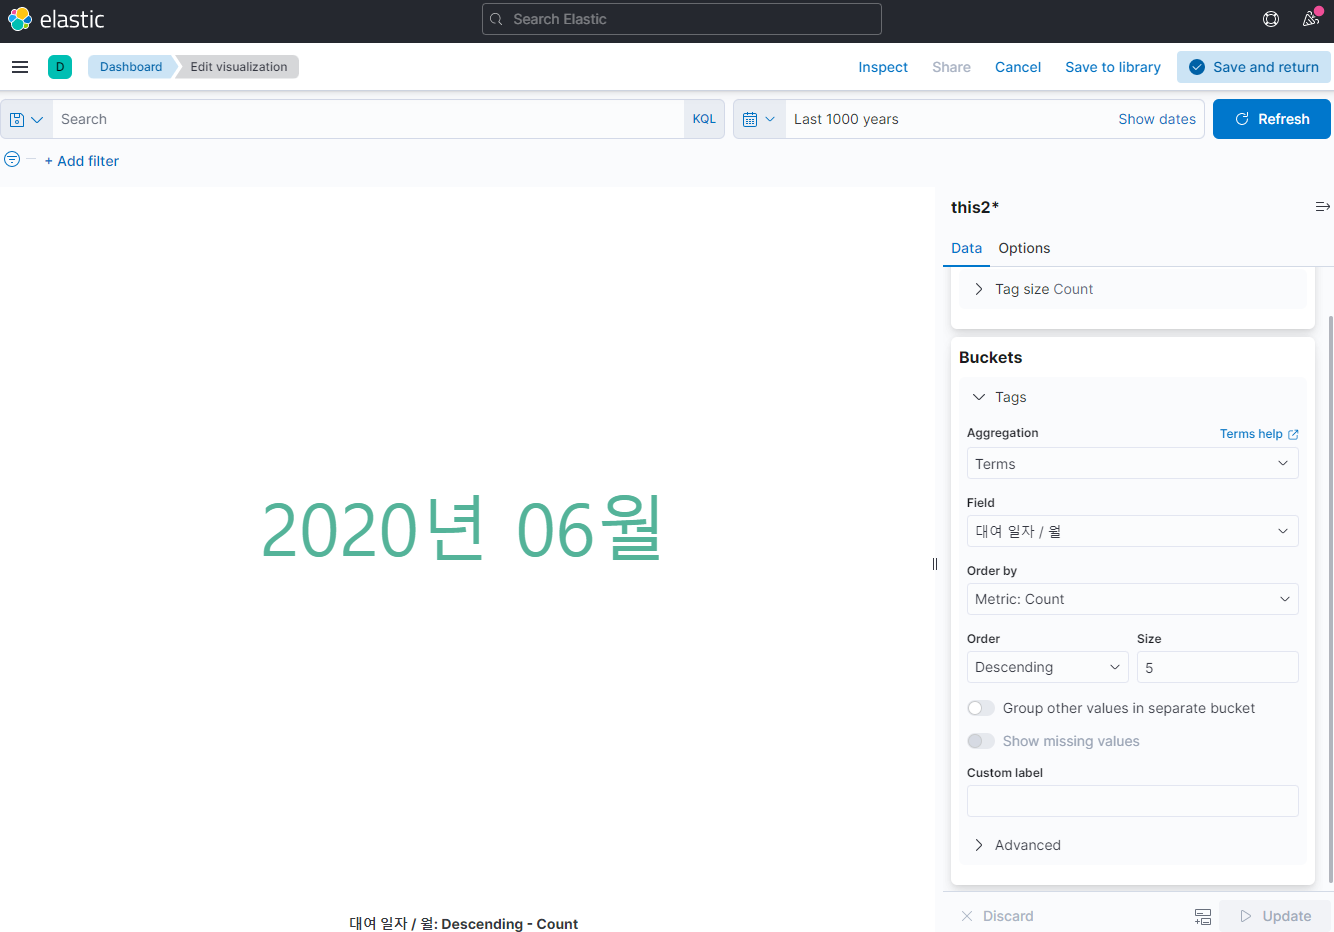 elastic
Search Elastic
D
Dashboard
Edit visualization
Inspect
Share
Cancel
Save to library
Save and return
Search
KQL
Last 1000 years
Show dates
Refresh
+ Add filter
2020년 06월
대여 일자 / 월: Descending - Count
this2*
Data
Options
Tag size Count
Buckets
Tags
Aggregation
Terms help
Terms
Field
대여 일자 / 월
Order by
Metric: Count
Order
Size
Descending
5
Group other values in separate bucket
Show missing values
Custom label
Advanced
Discard
Update